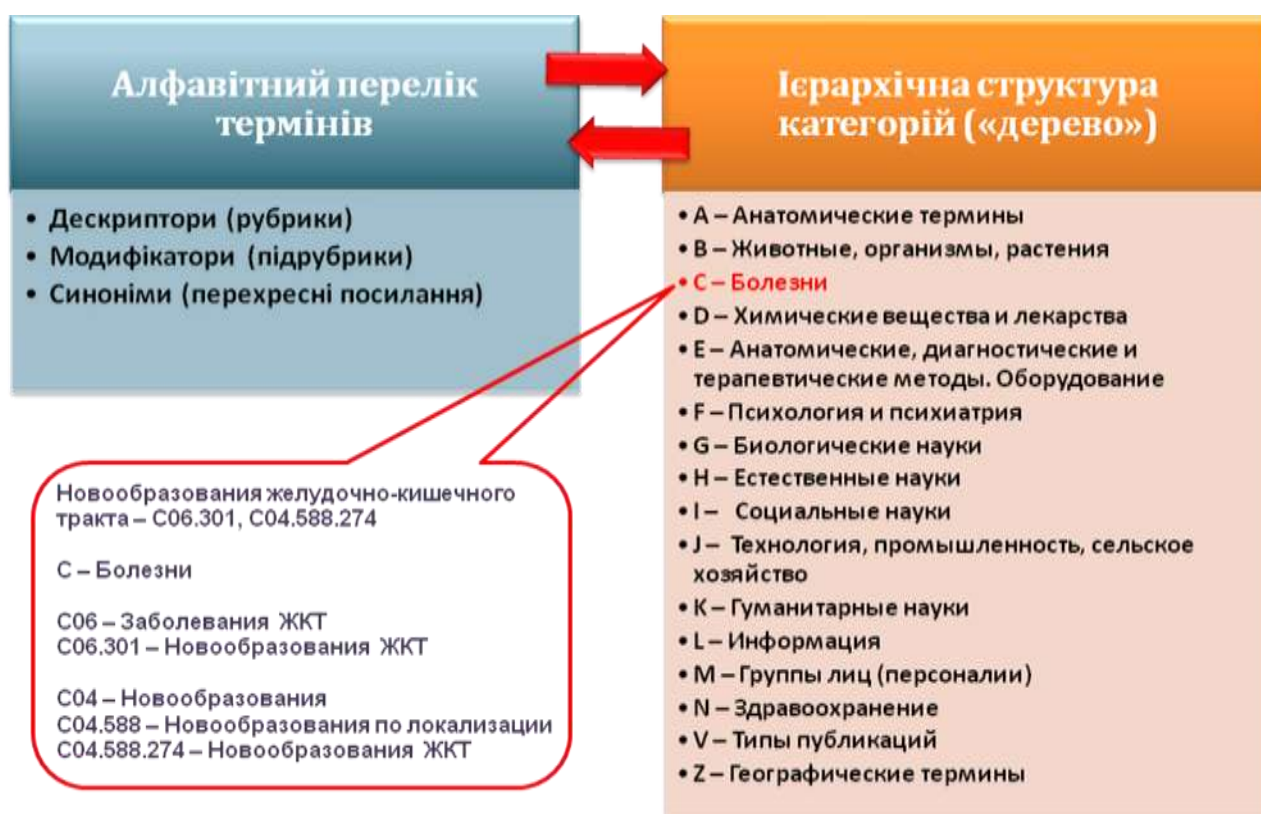 Алфавітний перелік
термінів
• Дескриптори (рубрики)
• Модифікатори (підрубрики)
• Синоніми (перехресні посилання)
Ієрархічна структура
категорій («дерево»)
• A – Анатомические термины
• B – Животные, организмы, растения
• C – Болезни
• D – Химические вещества и лекарства
• E – Анатомические, диагностические и
терапевтические методы. Оборудование
• F – Психология и психиатрия
• G – Биологические науки
• H – Естественные науки
• I – Социальные науки
• J – Технология, промышленность, сельское
хозяйство
• K – Гуманитарные науки
• L – Информация
• M – Группы лиц (персоналии)
• N – Здравоохранение
• V – Типы публикаций
• Z – Географические термины
Новообразования желудочно-кишечного
тракта – C06.301, C04.588.274
C – Болезни
C06 – Заболевания ЖКТ
C06.301 – Новообразования ЖКТ
C04 – Новообразования
C04.588 – Новообразования по локализации
C04.588.274 – Новообразования ЖКТ